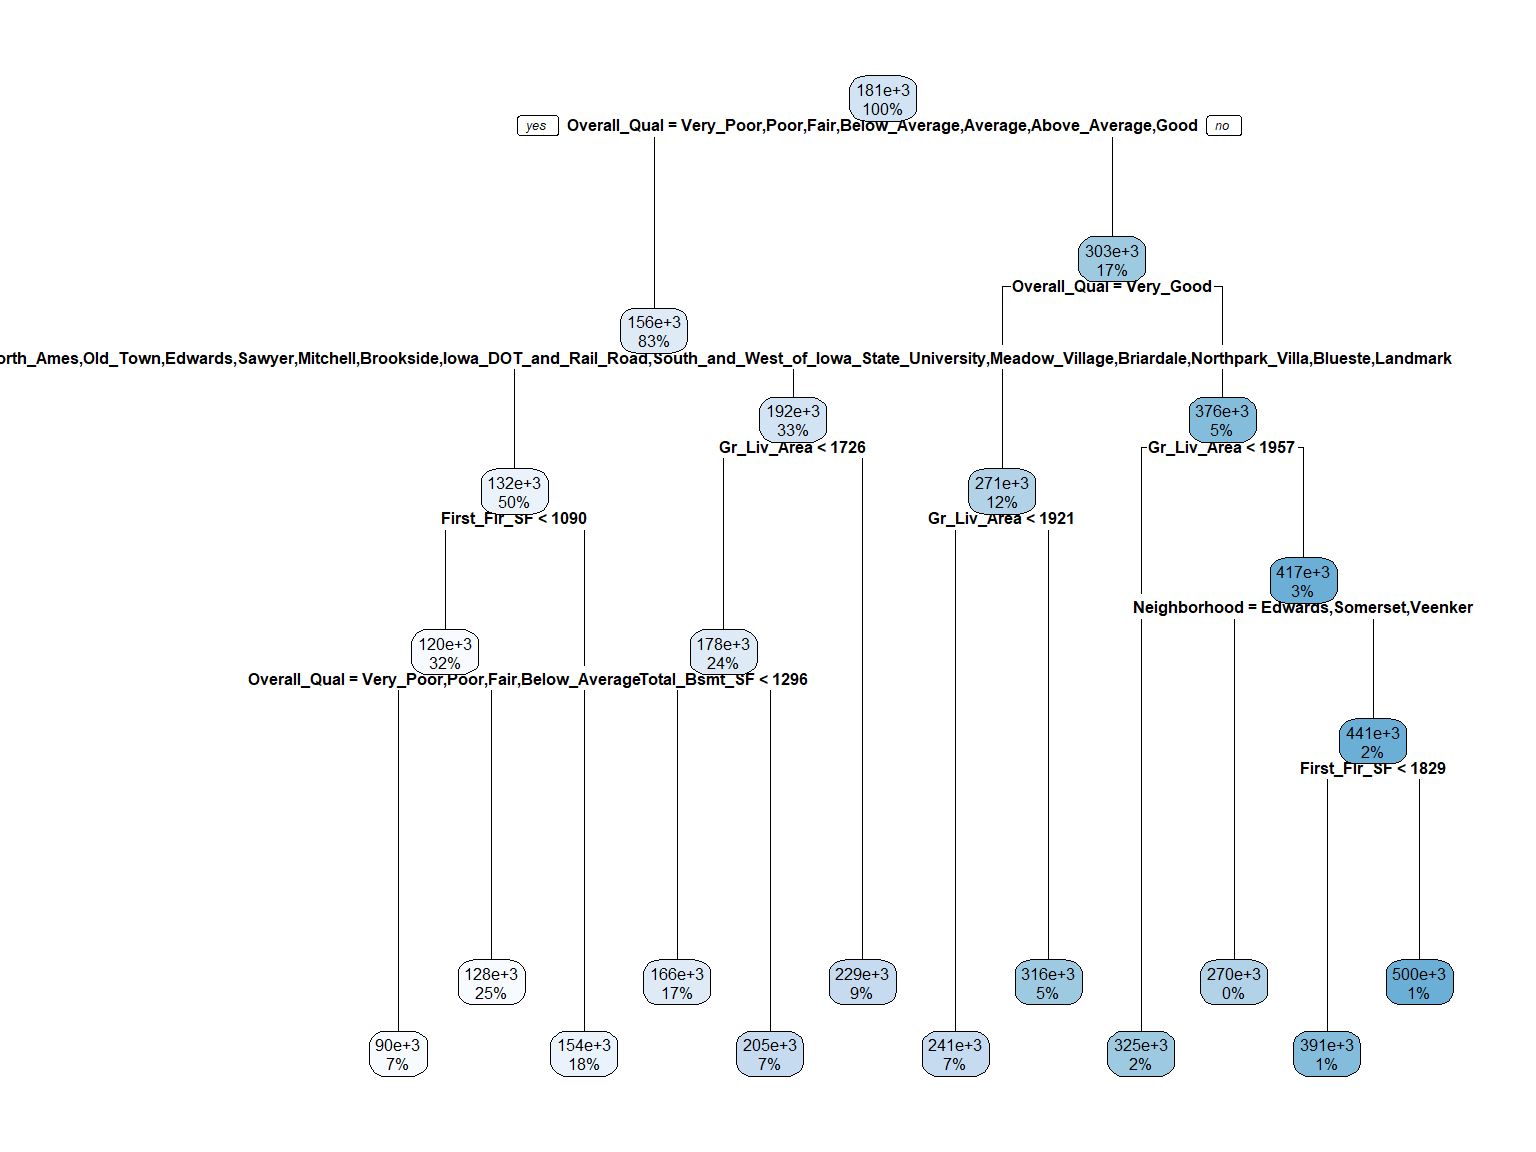 181e+3
100%
yes Overall_Qual = Very_Poor,Poor,Fair,Below_Average,Average,Above_Average,Good no
303e+3
17%
Overall_Qual = Very_Good
156e+3
83%
orth_Ames,Old_Town,Edwards,Sawyer,Mitchell,Brookside,Iowa_DOT_and_Rail_Road,South_and_West_of_Iowa_State_University,Meadow_Village,Briardale,Northpark_Villa,Blueste,Landmark
192e+3
33%
Gr_Liv_Area < 1726
376e+3
5%
Gr_Liv_Area < 1957
132e+3
50%
First_Flr_SF < 1090
271e+3
12%
Gr_Liv_Area < 1921
417e+3
3%
Neighborhood = Edwards,Somerset,Veenker
120e+3
32%
Overall_Qual = Very_Poor,Poor,Fair,Below_Average
178e+3
24%
Total_Bsmt_SF < 1296
441e+3
2%
First_Flr_SF < 1829
128e+3
25%
166e+3
17%
229e+3
9%
316e+3
5%
270e+3
0%
500e+3
1%
90e+3
7%
154e+3
18%
205e+3
7%
241e+3
7%
325e+3
2%
391e+3
1%